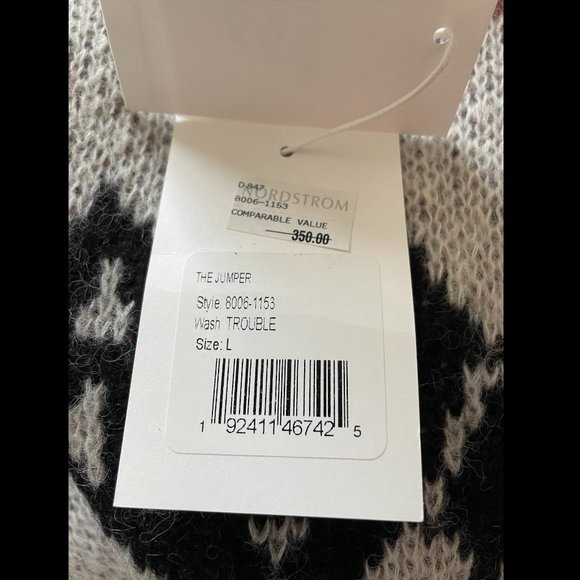 D 847
NORDSTROM
8006-1153
COMPARABLE VALUE
350.00
THE JUMPER
Style: 8006-1153
Wash: TROUBLE
Size: L
1 92411 46742 5